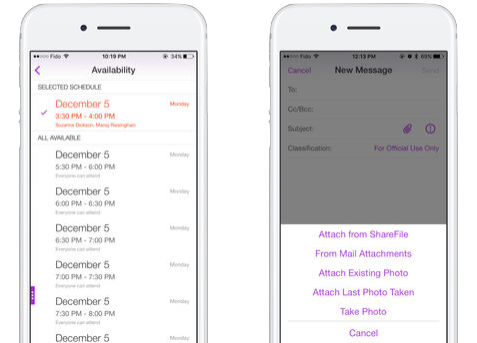 Fido 10:19 PM 34%
Availability
SELECTED SCHEDULE
December 5 Monday
3:30 PM - 4:00 PM
Suzanne Dickson, Manoj Raisinghani
ALL AVAILABLE
December 5 Monday
5:30 PM - 6:00 PM
Everyone can attend
December 5 Monday
6:00 PM - 6:30 PM
Everyone can attend
December 5 Monday
6:30 PM - 7:00 PM
Everyone can attend
December 5 Monday
7:00 PM - 7:30 PM
Everyone can attend
December 5 Monday
7:30 PM - 8:00 PM
Everyone can attend
December 5 Monday
Fido 12:13 PM 69%
Cancel New Message Send
To:
Cc/Bcc:
Subject:
Classification: For Official Use Only
Attach from ShareFile
From Mail Attachments
Attach Existing Photo
Attach Last Photo Taken
Take Photo
Cancel